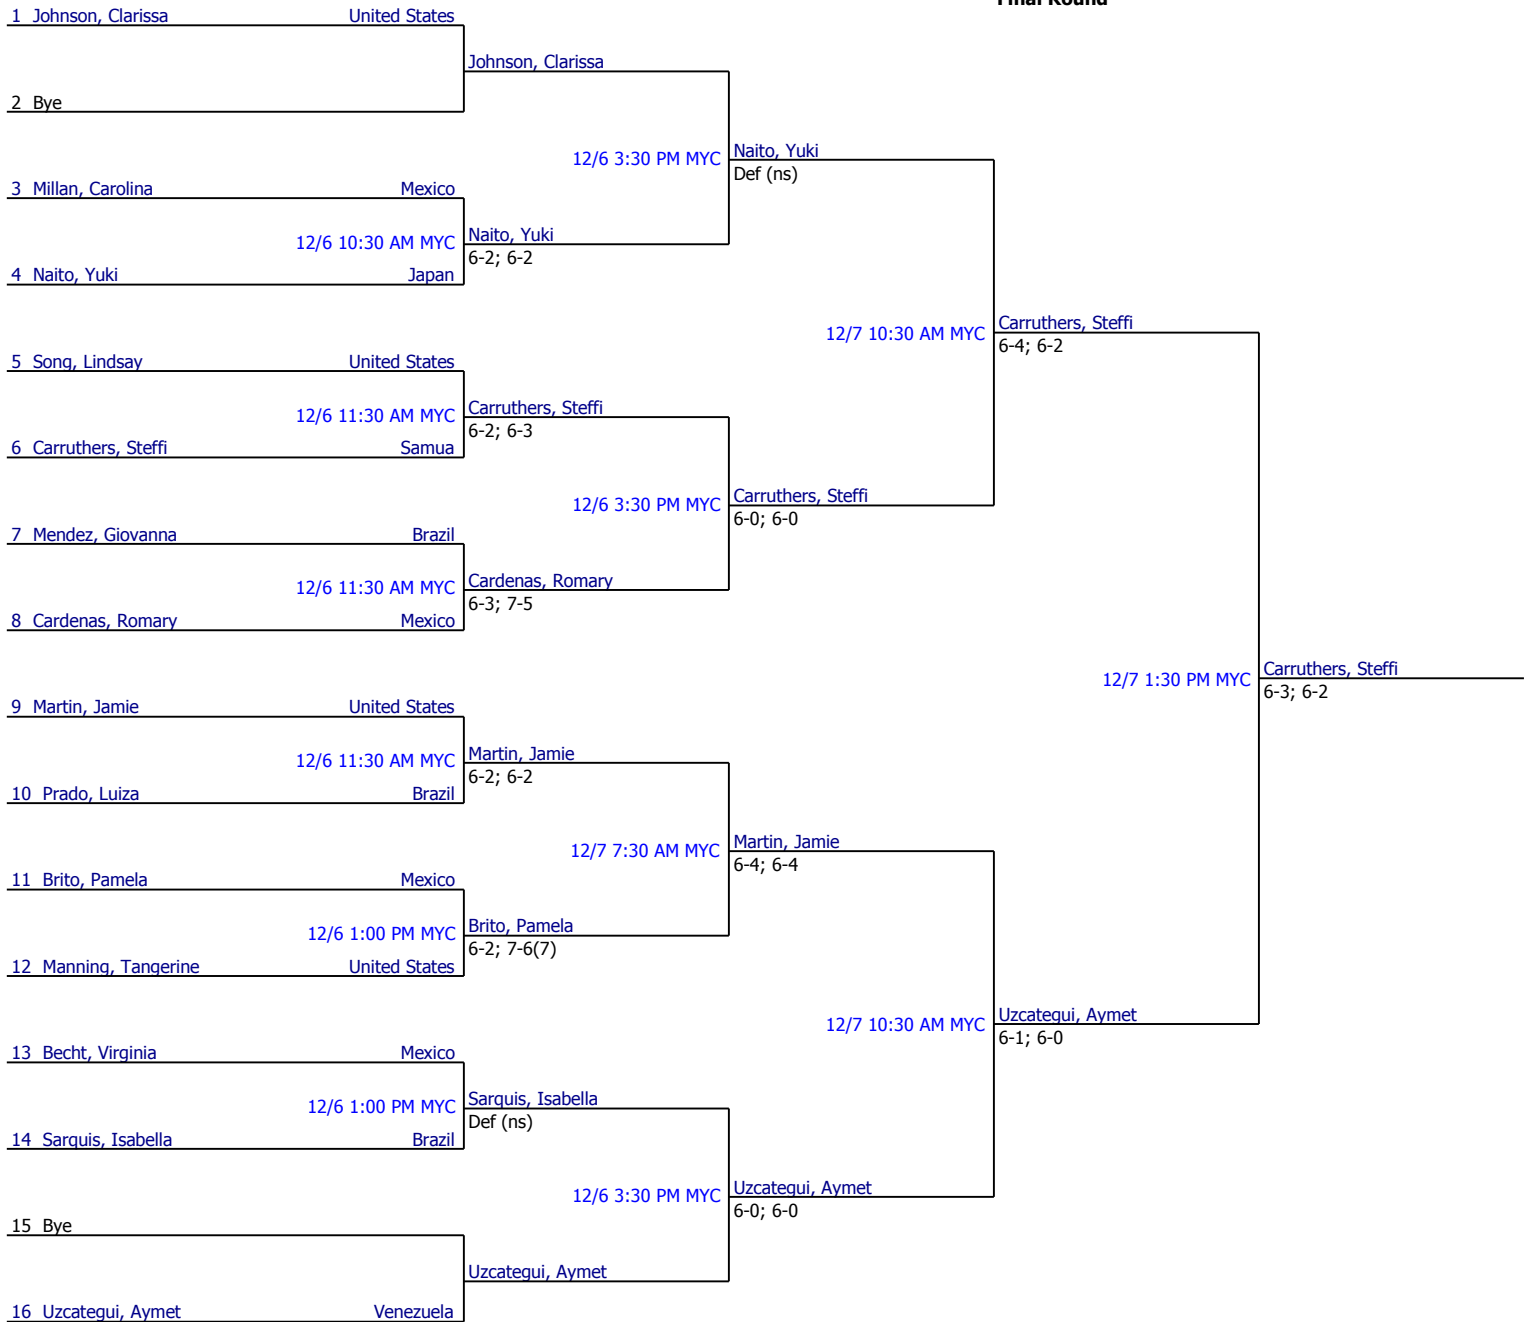 Final Round
1 Johnson, Clarissa United States
Johnson, Clarissa
2 Bye
12/6 3:30 PM MYC Naito, Yuki
Def (ns)
3 Millan, Carolina Mexico
12/6 10:30 AM MYC Naito, Yuki
6-2; 6-2
4 Naito, Yuki Japan
12/7 10:30 AM MYC Carruthers, Steffi
6-4; 6-2
5 Song, Lindsay United States
12/6 11:30 AM MYC Carruthers, Steffi
6-2; 6-3
6 Carruthers, Steffi Samua
12/6 3:30 PM MYC Carruthers, Steffi
6-0; 6-0
7 Mendez, Giovanna Brazil
12/6 11:30 AM MYC Cardenas, Romary
6-3; 7-5
8 Cardenas, Romary Mexico
12/7 1:30 PM MYC Carruthers, Steffi
6-3; 6-2
9 Martin, Jamie United States
12/6 11:30 AM MYC Martin, Jamie
6-2; 6-2
10 Prado, Luiza Brazil
12/7 7:30 AM MYC Martin, Jamie
6-4; 6-4
11 Brito, Pamela Mexico
12/6 1:00 PM MYC Brito, Pamela
6-2; 7-6(7)
12 Manning, Tangerine United States
12/7 10:30 AM MYC Uzcategui, Aymet
6-1; 6-0
13 Becht, Virginia Mexico
12/6 1:00 PM MYC Sarquis, Isabella
Def (ns)
14 Sarquis, Isabella Brazil
12/6 3:30 PM MYC Uzcategui, Aymet
6-0; 6-0
15 Bye
Uzcategui, Aymet
16 Uzcategui, Aymet Venezuela